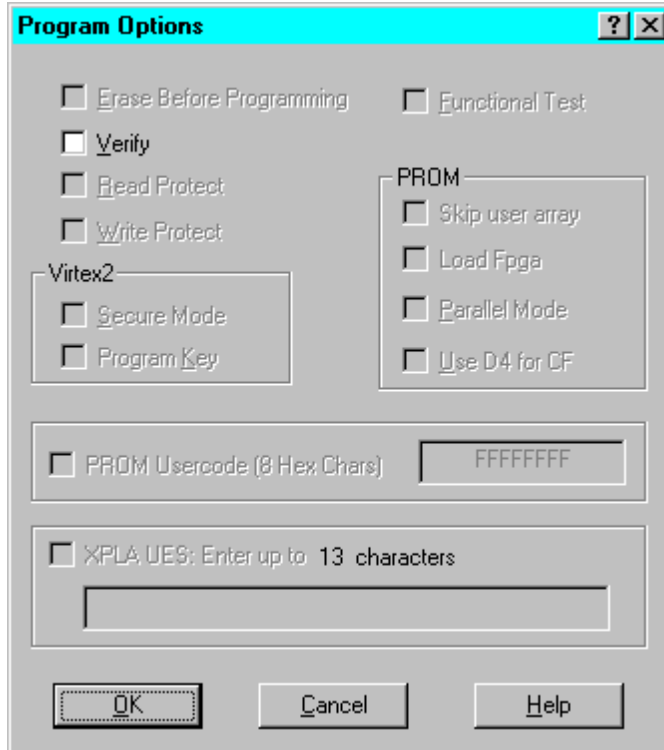 Program Options
Erase Before Programming
Functional Test
Verify
Read Protect
Write Protect
PROM
Skip user array
Load Fpga
Parallel Mode
Use D4 for CF
Virtex2
Secure Mode
Program Key
PROM Usercode (8 Hex Chars)
FFFFFFFF
XPLA UES: Enter up to 13 characters
OK
Cancel
Help